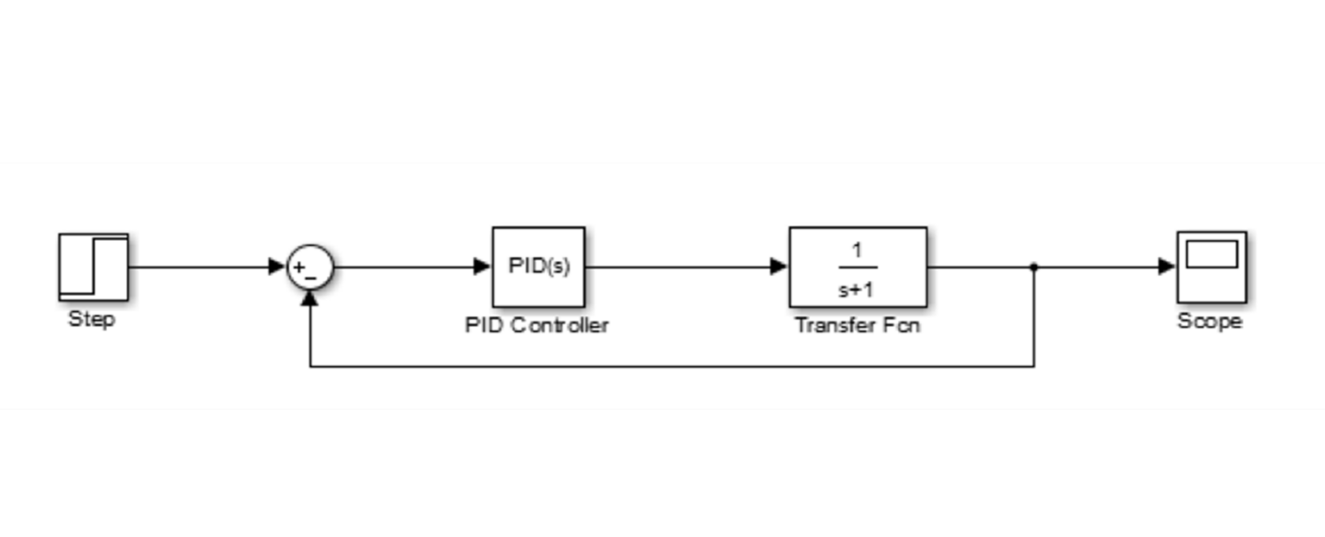 +
−
PID(s)
1
s+1
Step
PID Controller
Transfer Fcn
Scope